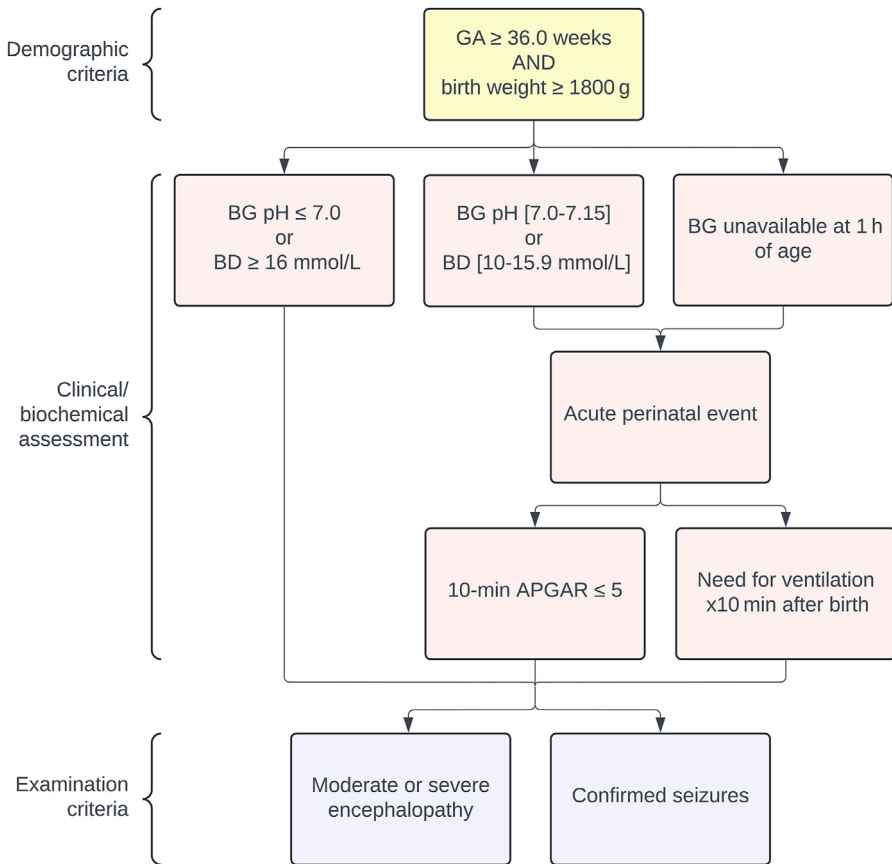 Demographic
criteria
GA ≥ 36.0 weeks
AND
birth weight ≥ 1800 g
Clinical/
biochemical
assessment
BG pH ≤ 7.0
or
BD ≥ 16 mmol/L
BG pH [7.0-7.15]
or
BD [10-15.9 mmol/L]
BG unavailable at 1 h
of age
Acute perinatal event
10-min APGAR ≤ 5
Need for ventilation
x10 min after birth
Examination
criteria
Moderate or severe
encephalopathy
Confirmed seizures